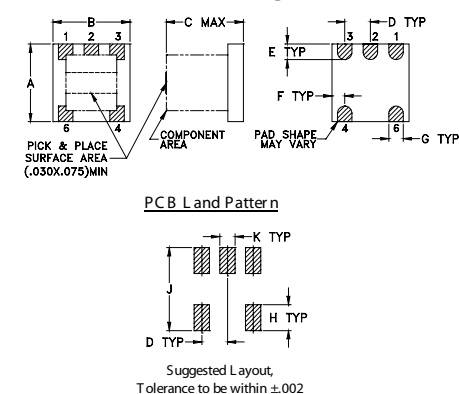 B
C MAX
D TYP
1 2 3
3 2 1
E TYP
A
F TYP
6 4
4 6
G TYP
PICK & PLACE
SURFACE AREA
(.030X.075)MIN
COMPONENT
AREA
PAD SHAPE
MAY VARY
PCB Land Pattern
K TYP
J
H TYP
D TYP
Suggested Layout,
Tolerance to be within ±.002